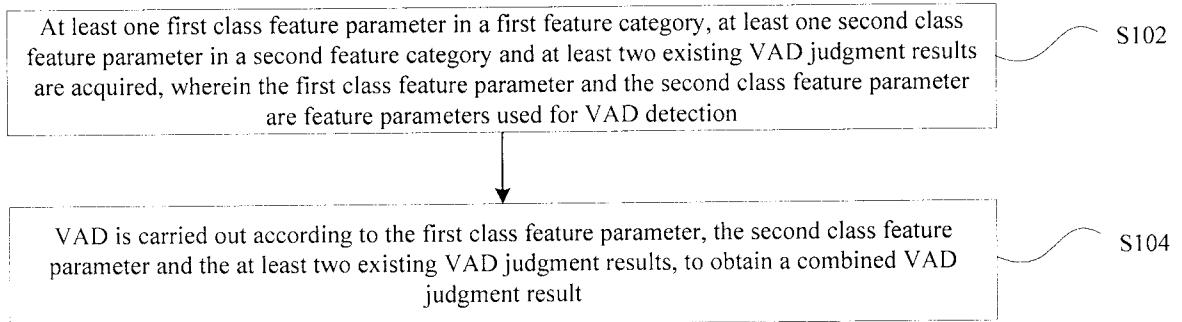 At least one first class feature parameter in a first feature category, at least one second class
feature parameter in a second feature category and at least two existing VAD judgment results
are acquired, wherein the first class feature parameter and the second class feature parameter
are feature parameters used for VAD detection
S102
VAD is carried out according to the first class feature parameter, the second class feature
parameter and the at least two existing VAD judgment results, to obtain a combined VAD
judgment result
S104